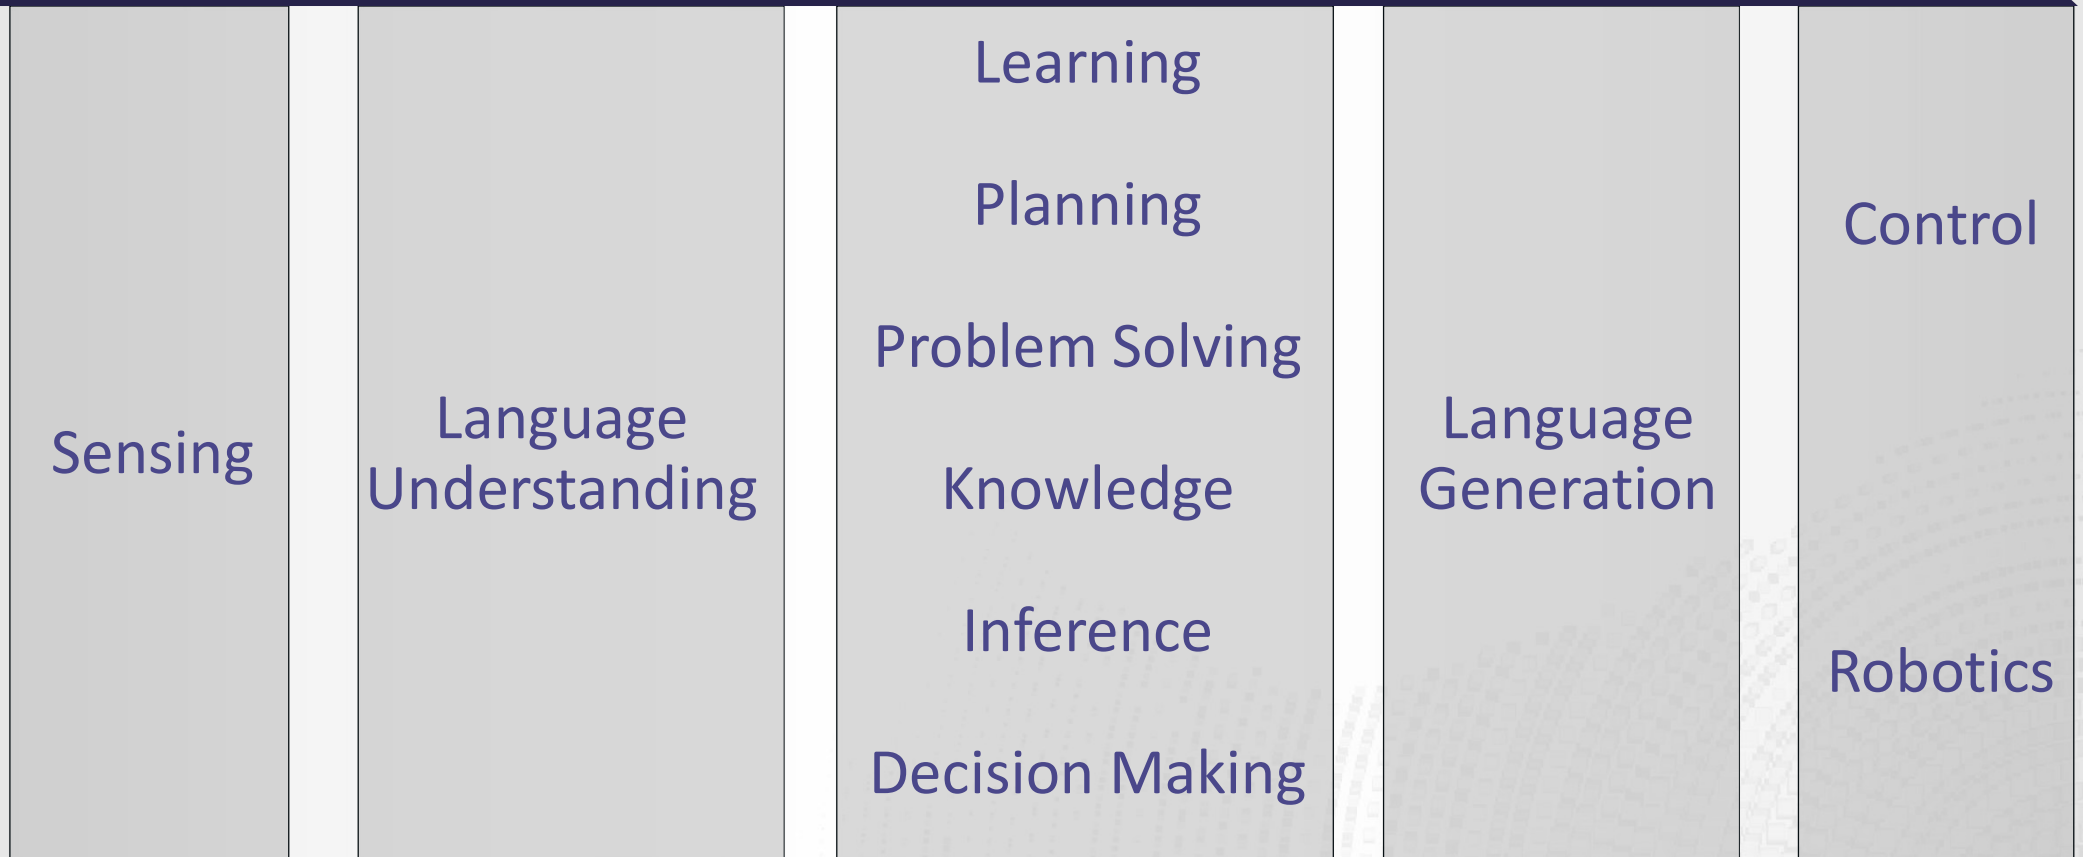 Sensing
Language
Understanding
Learning
Planning
Problem Solving
Knowledge
Inference
Decision Making
Language
Generation
Control
Robotics